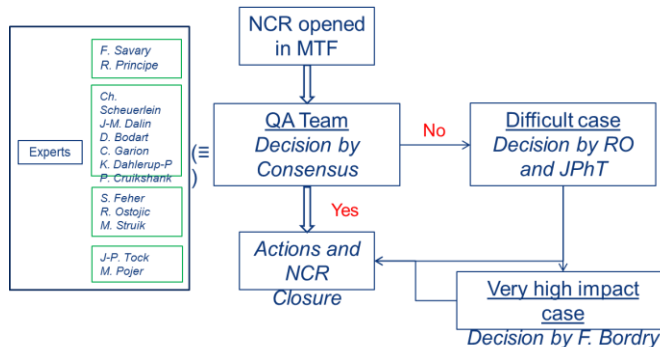 NCR opened
in MTF
F. Savary
R. Principe
Ch.
Scheuerlein
J-M. Dalin
D. Bodart
C. Garion
K. Dahlerup-P
P. Cruikshank
Experts
(≡
)
S. Feher
R. Ostojic
M. Struik
J-P. Tock
M. Pojer
QA Team
Decision by
Consensus
No
Difficult case
Decision by RO
and JPhT
Yes
Actions and
NCR
Closure
Very high impact
case
Decision by F. Bordry